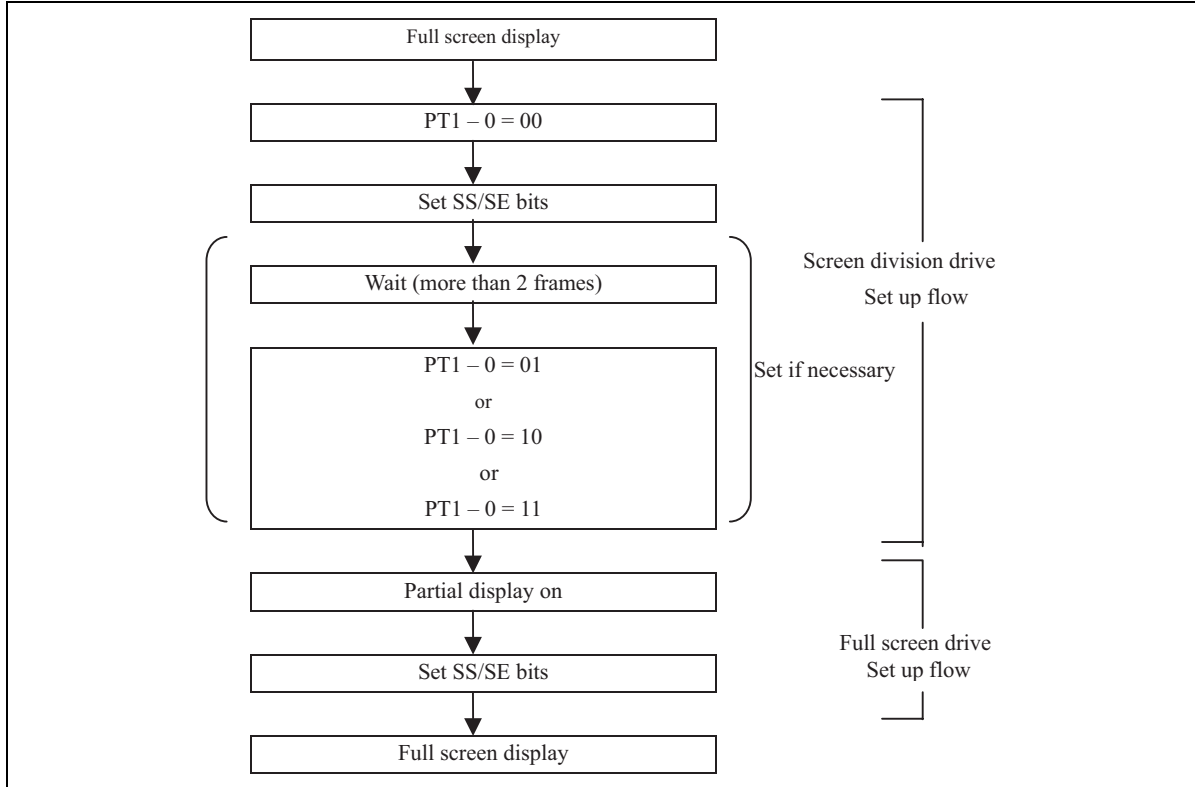 Full screen display
PT1 – 0 = 00
Set SS/SE bits
Wait (more than 2 frames)
PT1 – 0 = 01
or
PT1 – 0 = 10
or
PT1 – 0 = 11
Set if necessary
Screen division drive
Set up flow
Partial display on
Set SS/SE bits
Full screen display
Full screen drive
Set up flow